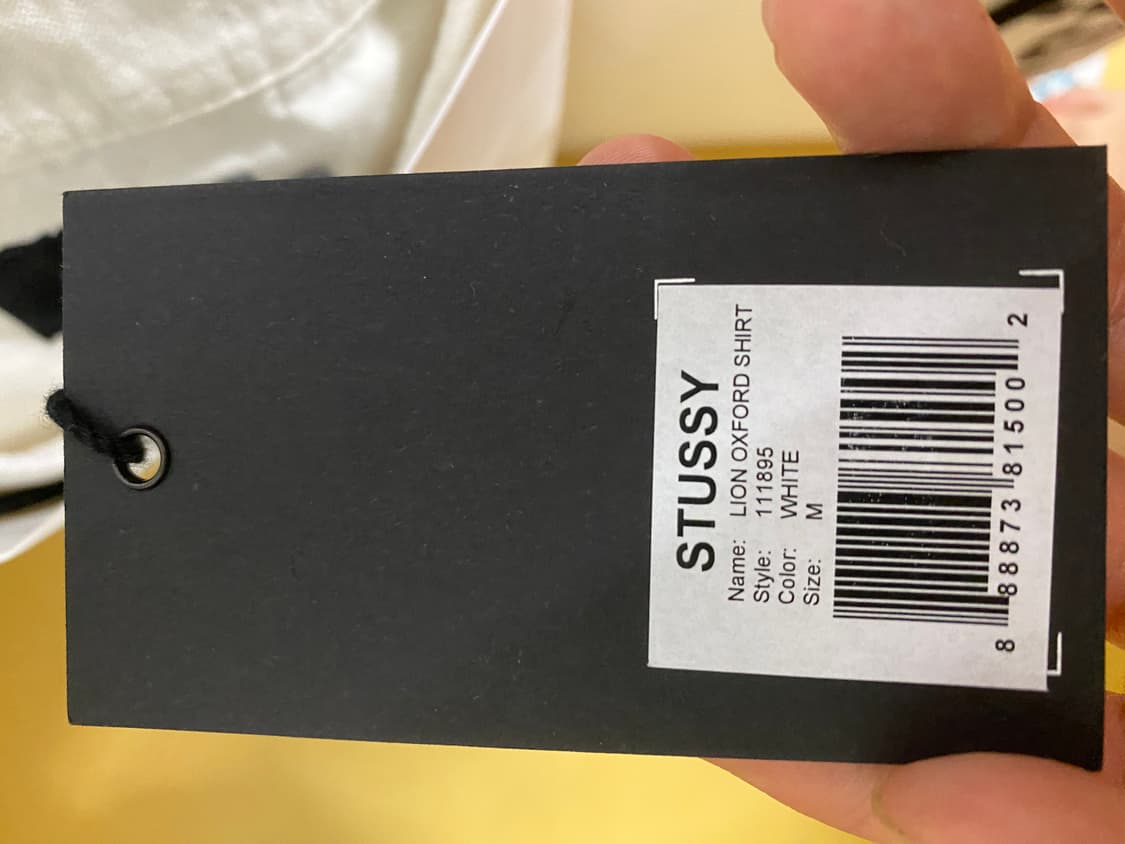 STUSSY
Name: LION OXFORD SHIRT
Style: 111895
Color: WHITE
Size: M
8 88873 81500 2